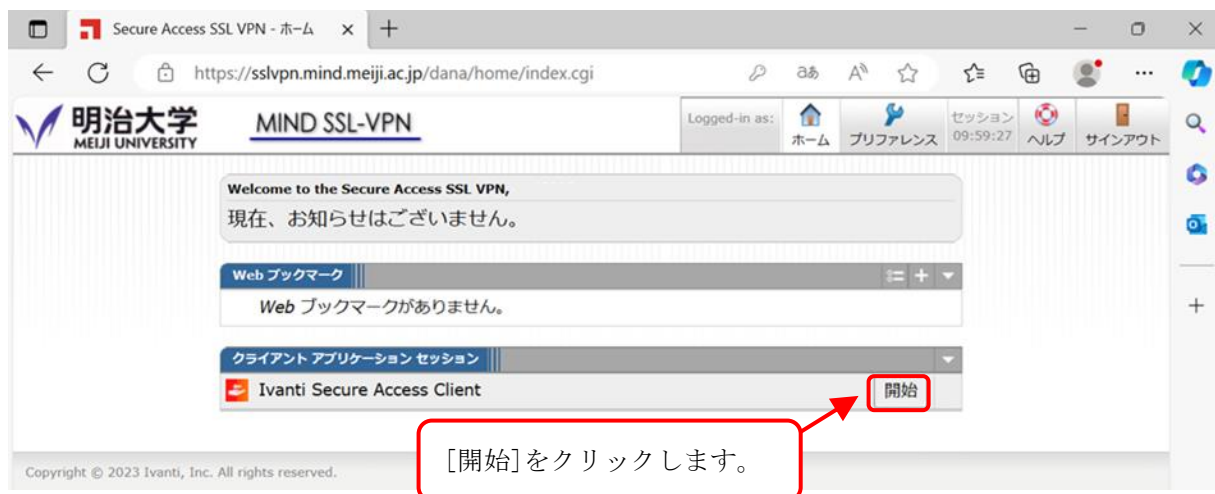 Secure Access SSL VPN - ホーム
https://sslvpn.mind.meiji.ac.jp/dana/home/index.cgi
明治大学
MEIJI UNIVERSITY
MIND SSL-VPN
Logged-in as:
ホーム
プリファレンス
セッション
09:59:27
ヘルプ
サインアウト
Welcome to the Secure Access SSL VPN,
現在、お知らせはございません。
Web ブックマーク
Web ブックマークがありません。
クライアント アプリケーション セッション
Ivanti Secure Access Client
開始
[開始]をクリックします。
Copyright © 2023 Ivanti, Inc. All rights reserved.